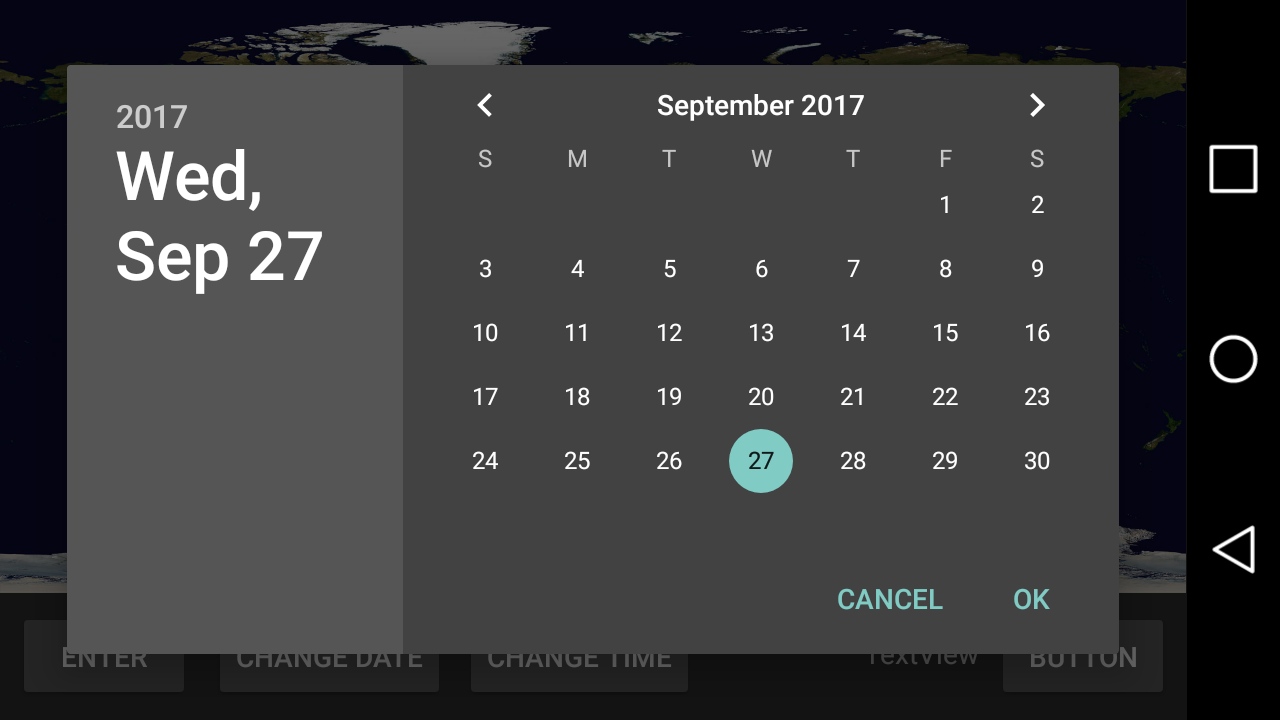 2017
Wed,
Sep 27
September 2017
S M T W T F S
1 2
3 4 5 6 7 8 9
10 11 12 13 14 15 16
17 18 19 20 21 22 23
24 25 26 27 28 29 30
CANCEL OK
ENTER CHANGE DATE CHANGE TIME TextView BUTTON